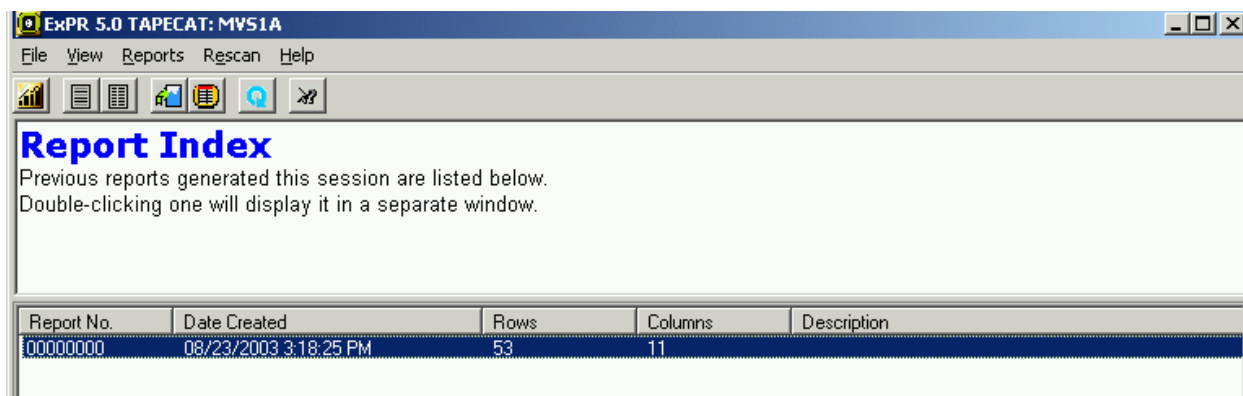 ExPR 5.0 TAPECAT: MVS1A
File View Reports Rescan Help
Report Index
Previous reports generated this session are listed below.
Double-clicking one will display it in a separate window.
Report No. Date Created Rows Columns Description
00000000 08/23/2003 3:18:25 PM 53 11